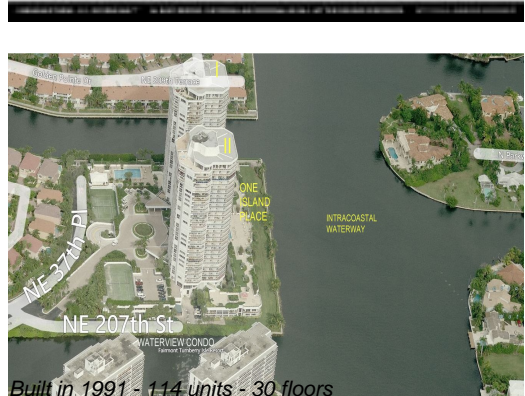 I
II
ONE
ISLAND
PLACE
INTRACOASTAL
WATERWAY
NE 37th Pl
NE 207th St
WATERVIEW CONDO
Built in 1991 - 114 units - 30 floors